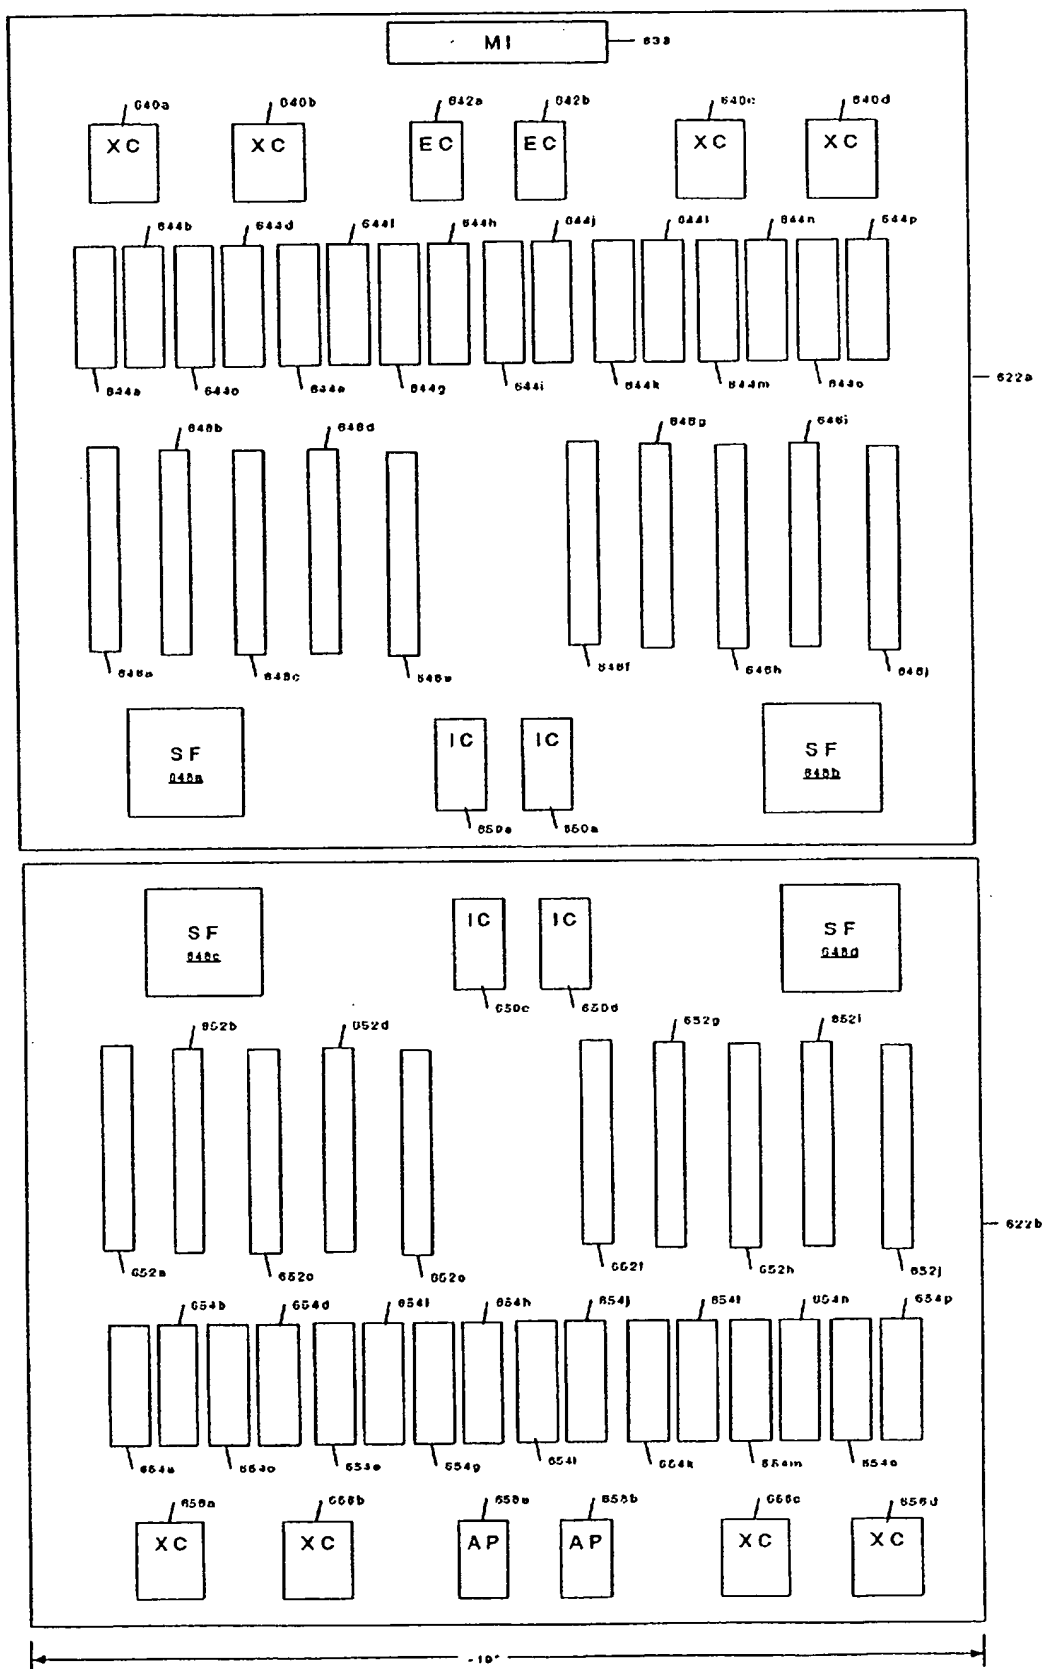 MI
633
640a 640b 642a 642b 640c 640d
XC XC EC EC XC XC
644b 644d 644f 644h 644j 644l 644n 644p
644a 644c 644e 644g 644i 644k 644m 644o
622a
646b 646d 646g 646i
646a 646c 646e 646f 646h 646j
SF IC IC SF
648a 648b
650a
SF IC IC SF
648c 648d
650c 650d
652b 652d 652g 652i
622b
652a 652c 652e 652f 652h 652j
654b 654d 654f 654h 654j 654l 654n 654p
654a 654c 654e 654g 654i 654k 654m 654o
656a 656b 658a 658b 656c 656d
XC XC AP AP XC XC
~19"